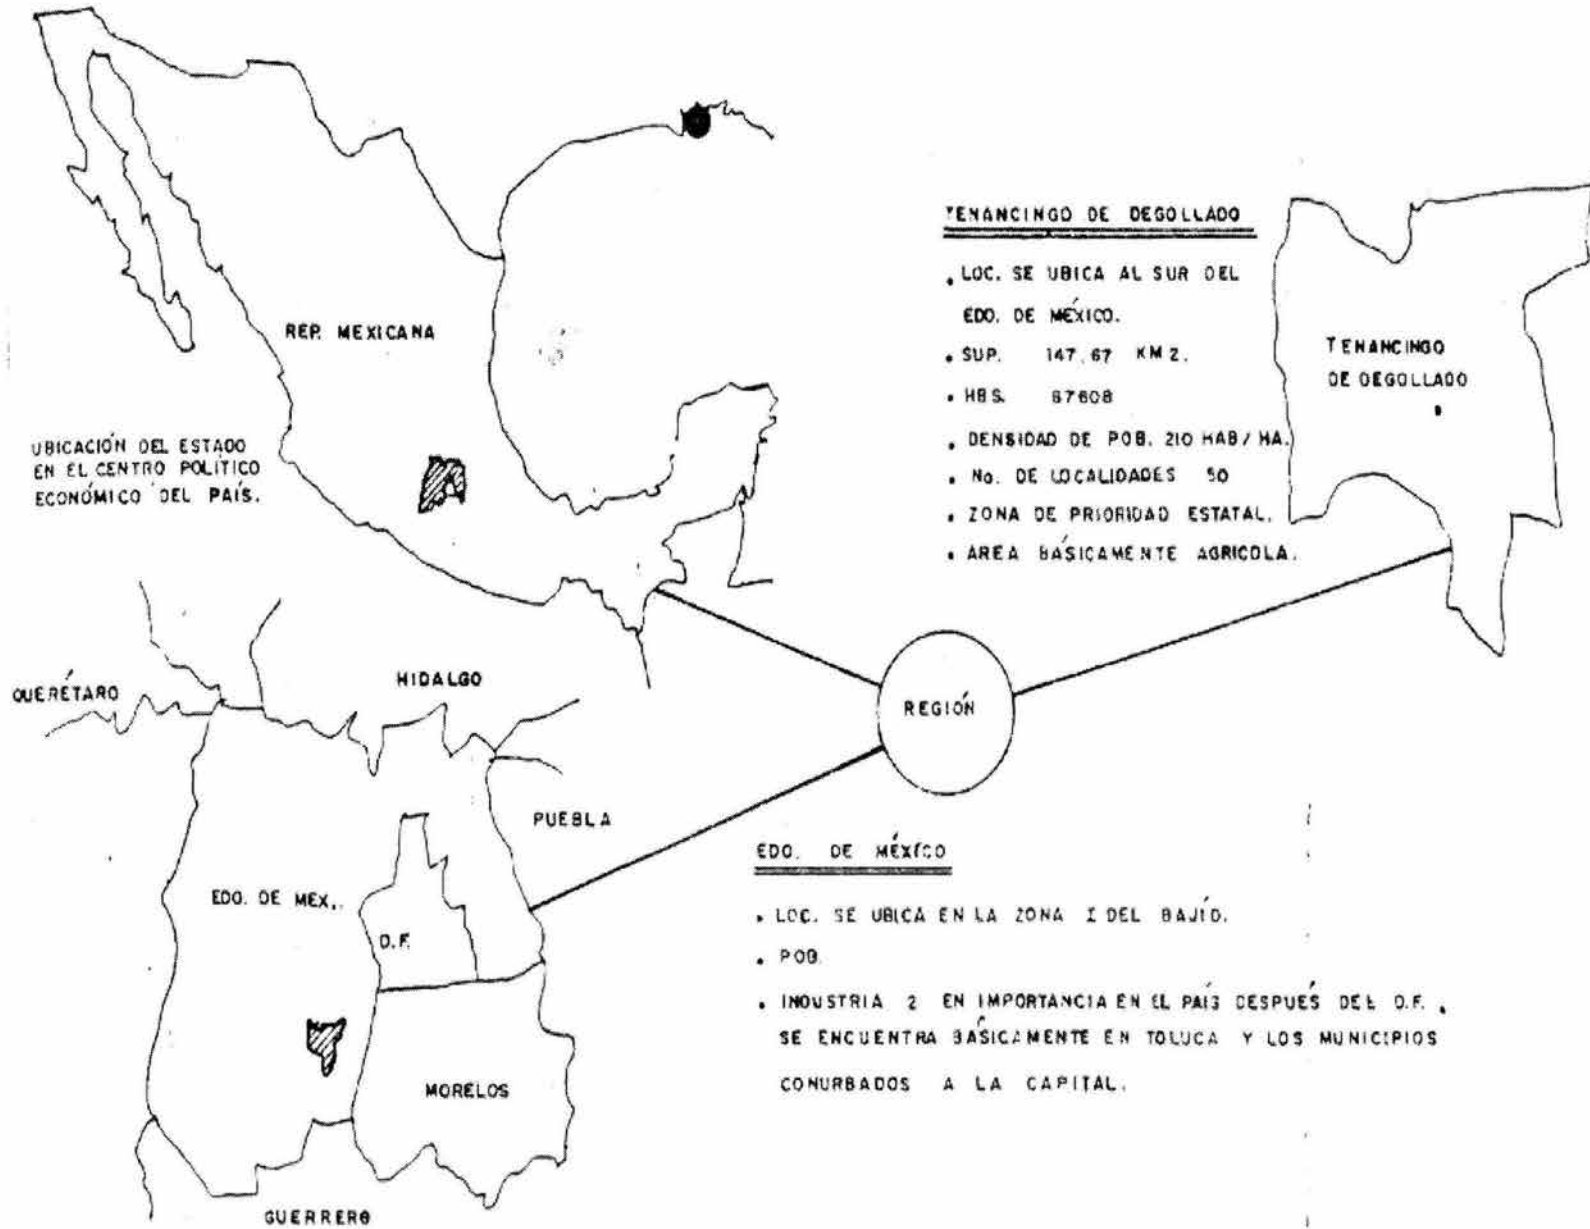 REP. MEXICANA
UBICACIÓN DEL ESTADO
EN EL CENTRO POLÍTICO
ECONÓMICO DEL PAÍS.
TENANCINGO DE DEGOLLADO
. LOC. SE UBICA AL SUR DEL
EDO. DE MÉXICO.
. SUP. 147.67 KM 2.
. HBS. 67608
. DENSIDAD DE POB. 210 HAB / HA.
. No. DE LOCALIDADES 50
. ZONA DE PRIORIDAD ESTATAL.
. AREA BÁSICAMENTE AGRICOLA.
TENANCINGO
DE DEGOLLADO
REGIÓN
QUERÉTARO
HIDALGO
PUEBLA
EDO. DE MEX.
D.F.
MORELOS
GUERRERO
EDO. DE MÉXICO
. LOC. SE UBICA EN LA ZONA I DEL BAJÍO.
. POB.
. INDUSTRIA 2 EN IMPORTANCIA EN EL PAÍS DESPUÉS DEL D.F.
SE ENCUENTRA BÁSICAMENTE EN TOLUCA Y LOS MUNICIPIOS
CONURBADOS A LA CAPITAL.